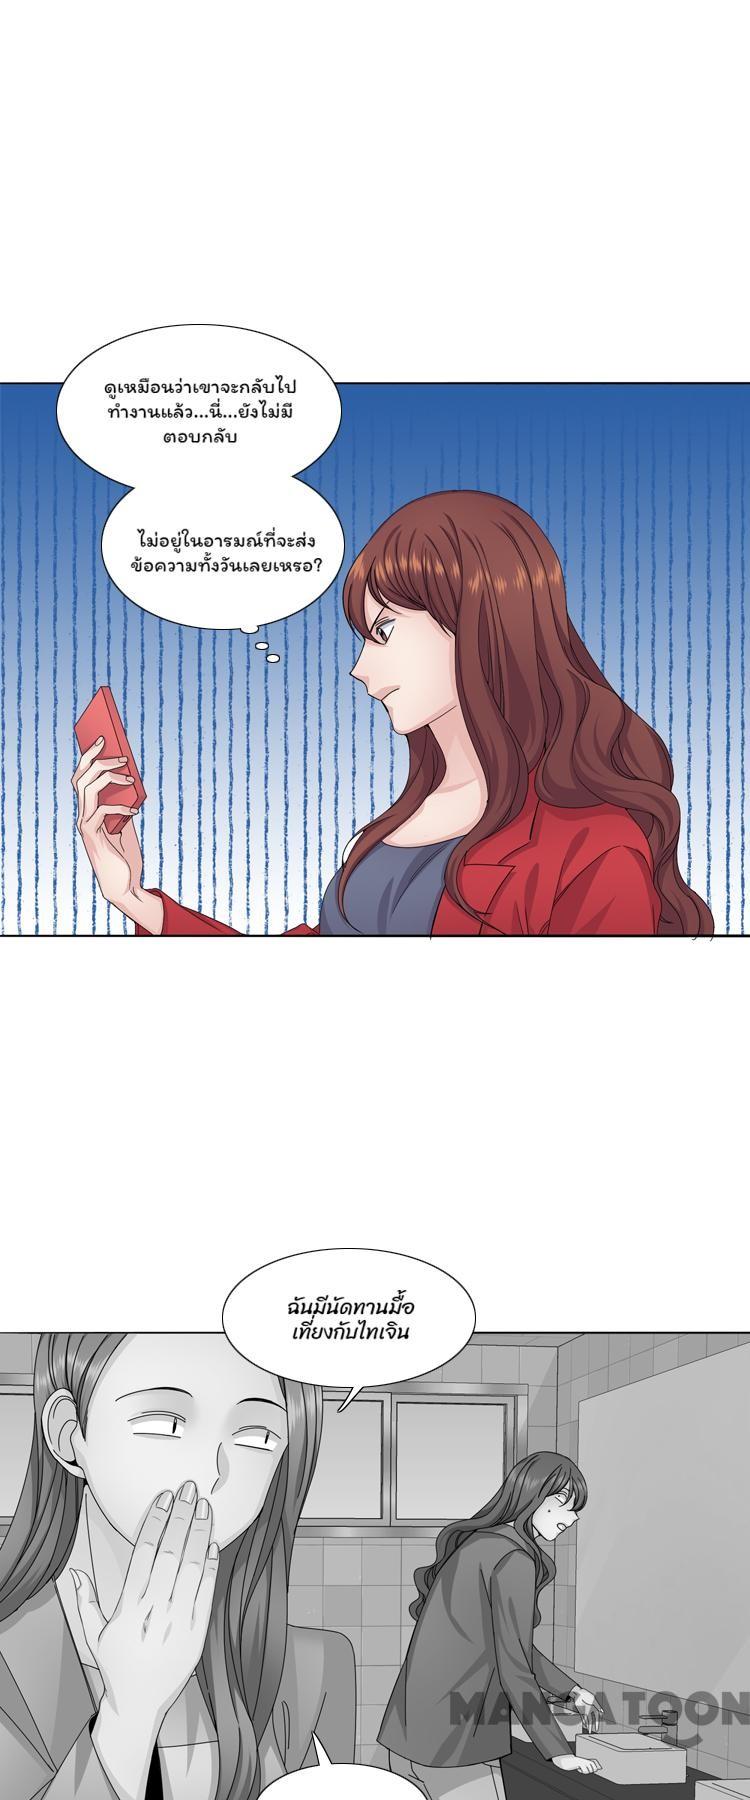 ดูเหมือนว่าเขาจะกลับไป
ทำงานแล้ว...นี่...ยังไม่มี
ตอบกลับ
ไม่อยู่ในอารมณ์ที่จะส่ง
ข้อความทั้งวันเลยเหรอ?
ฉันมีนัดทานมื้อ
เที่ยงกับไทเจิน
MANGATOON